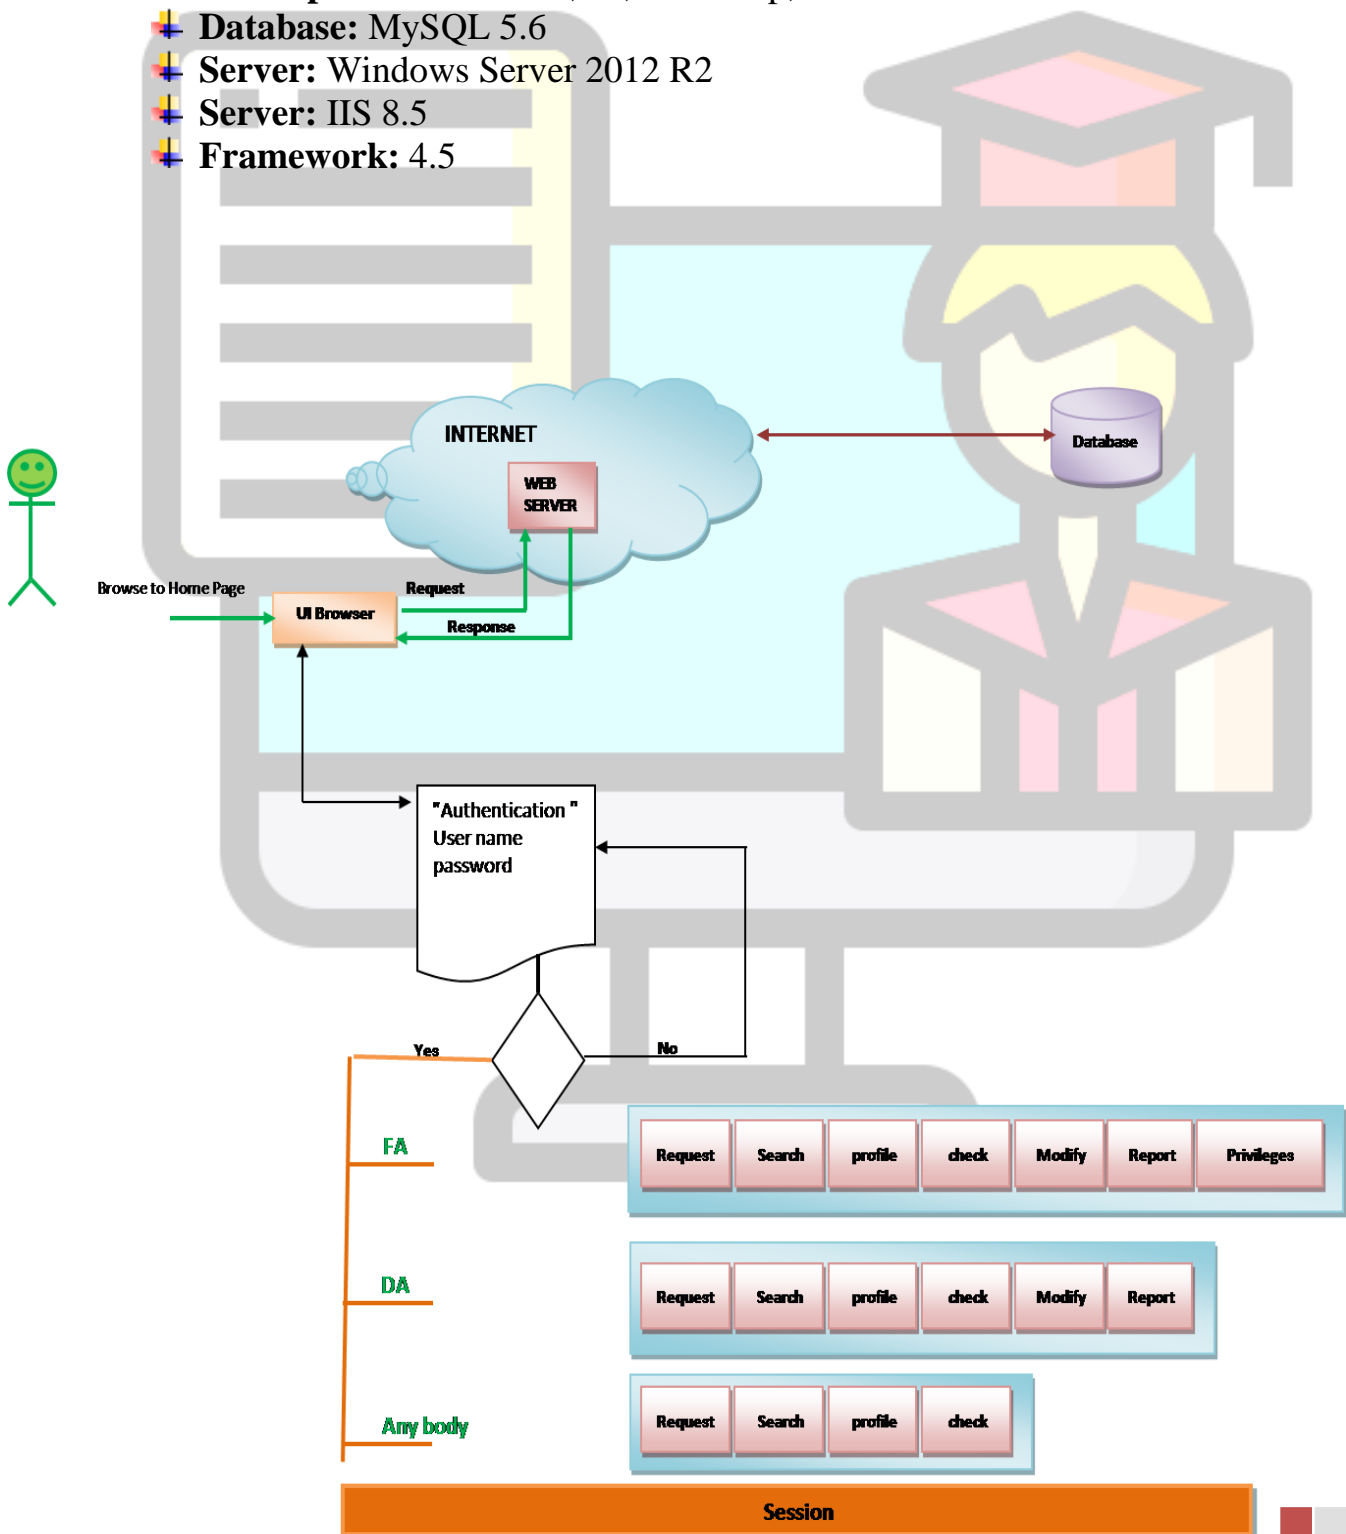 Database: MySQL 5.6
Server: Windows Server 2012 R2
Server: IIS 8.5
Framework: 4.5
INTERNET
Database
WEB
SERVER
Browse to Home Page
Request
UI Browser
Response
"Authentication "
User name
password
Yes
No
FA
Request Search profile check Modify Report Privileges
DA
Request Search profile check Modify Report
Any body
Request Search profile check
Session